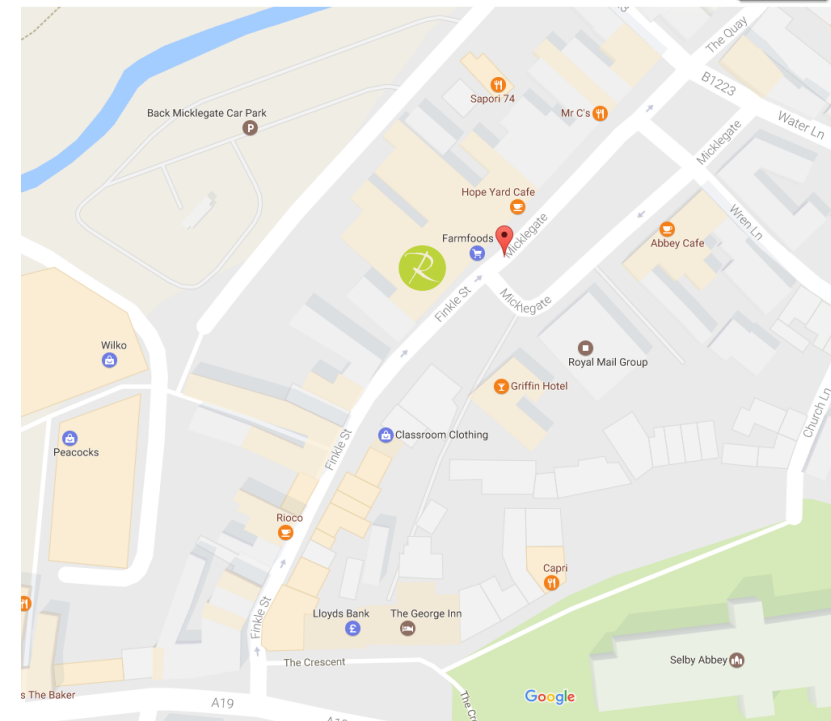 The Quay
B1223
Water Ln
Sapori 74
Mr C's
Back Micklegate Car Park
P
Micklegate
Hope Yard Cafe
Wren Ln
Farmfoods
Micklegate
Abbey Cafe
R
Finkle St
Micklegate
Wilko
Royal Mail Group
Griffin Hotel
Church Ln
Classroom Clothing
Peacocks
Finkle St
Rioco
Capri
Finkle St
Lloyds Bank
The George Inn
£
The Crescent
Selby Abbey
s The Baker
Google
A19
The Cre